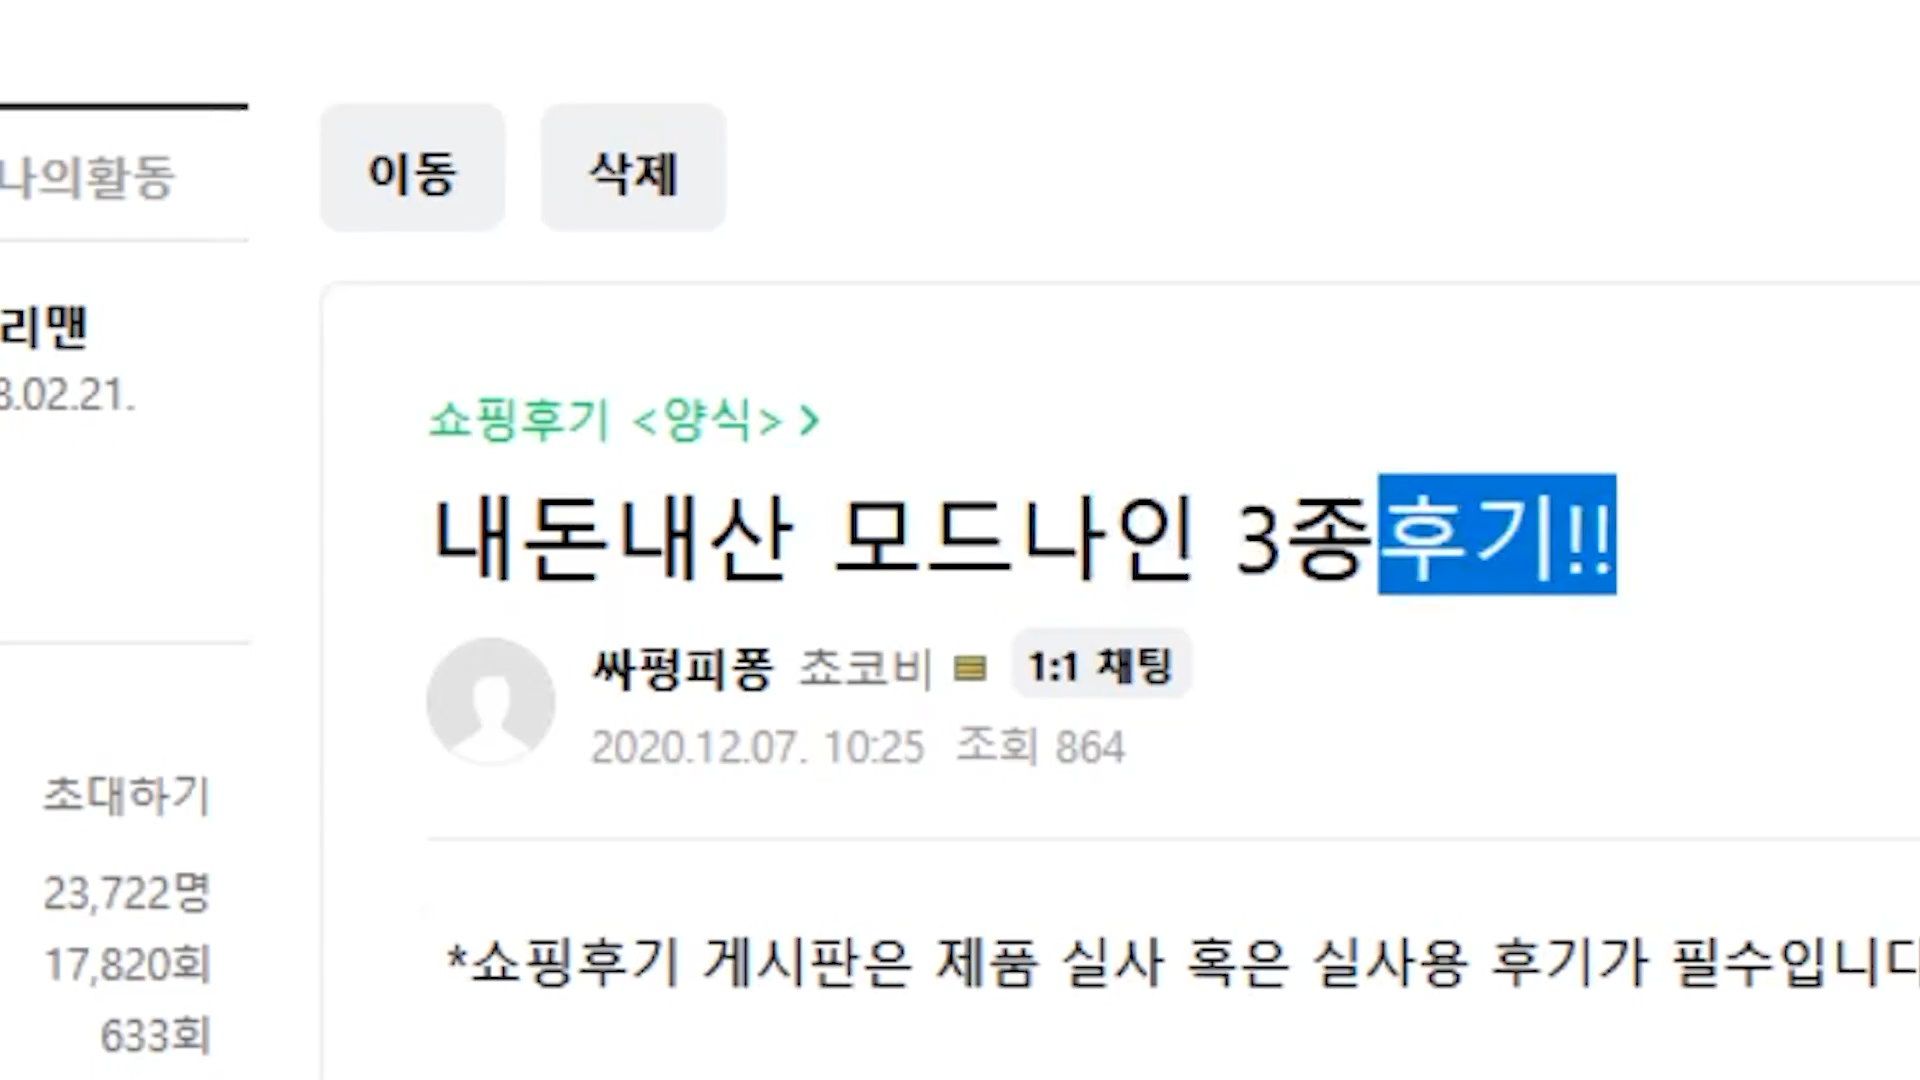 나의활동
리맨
3.02.21.
초대하기
23,722명
17,820회
633회
이동 삭제
쇼핑후기 <양식> >
내돈내산 모드나인 3종후기!!
싸펑피퐁 쵸코비 1:1 채팅
2020.12.07. 10:25 조회 864
*쇼핑후기 게시판은 제품 실사 혹은 실사용 후기가 필수입니다